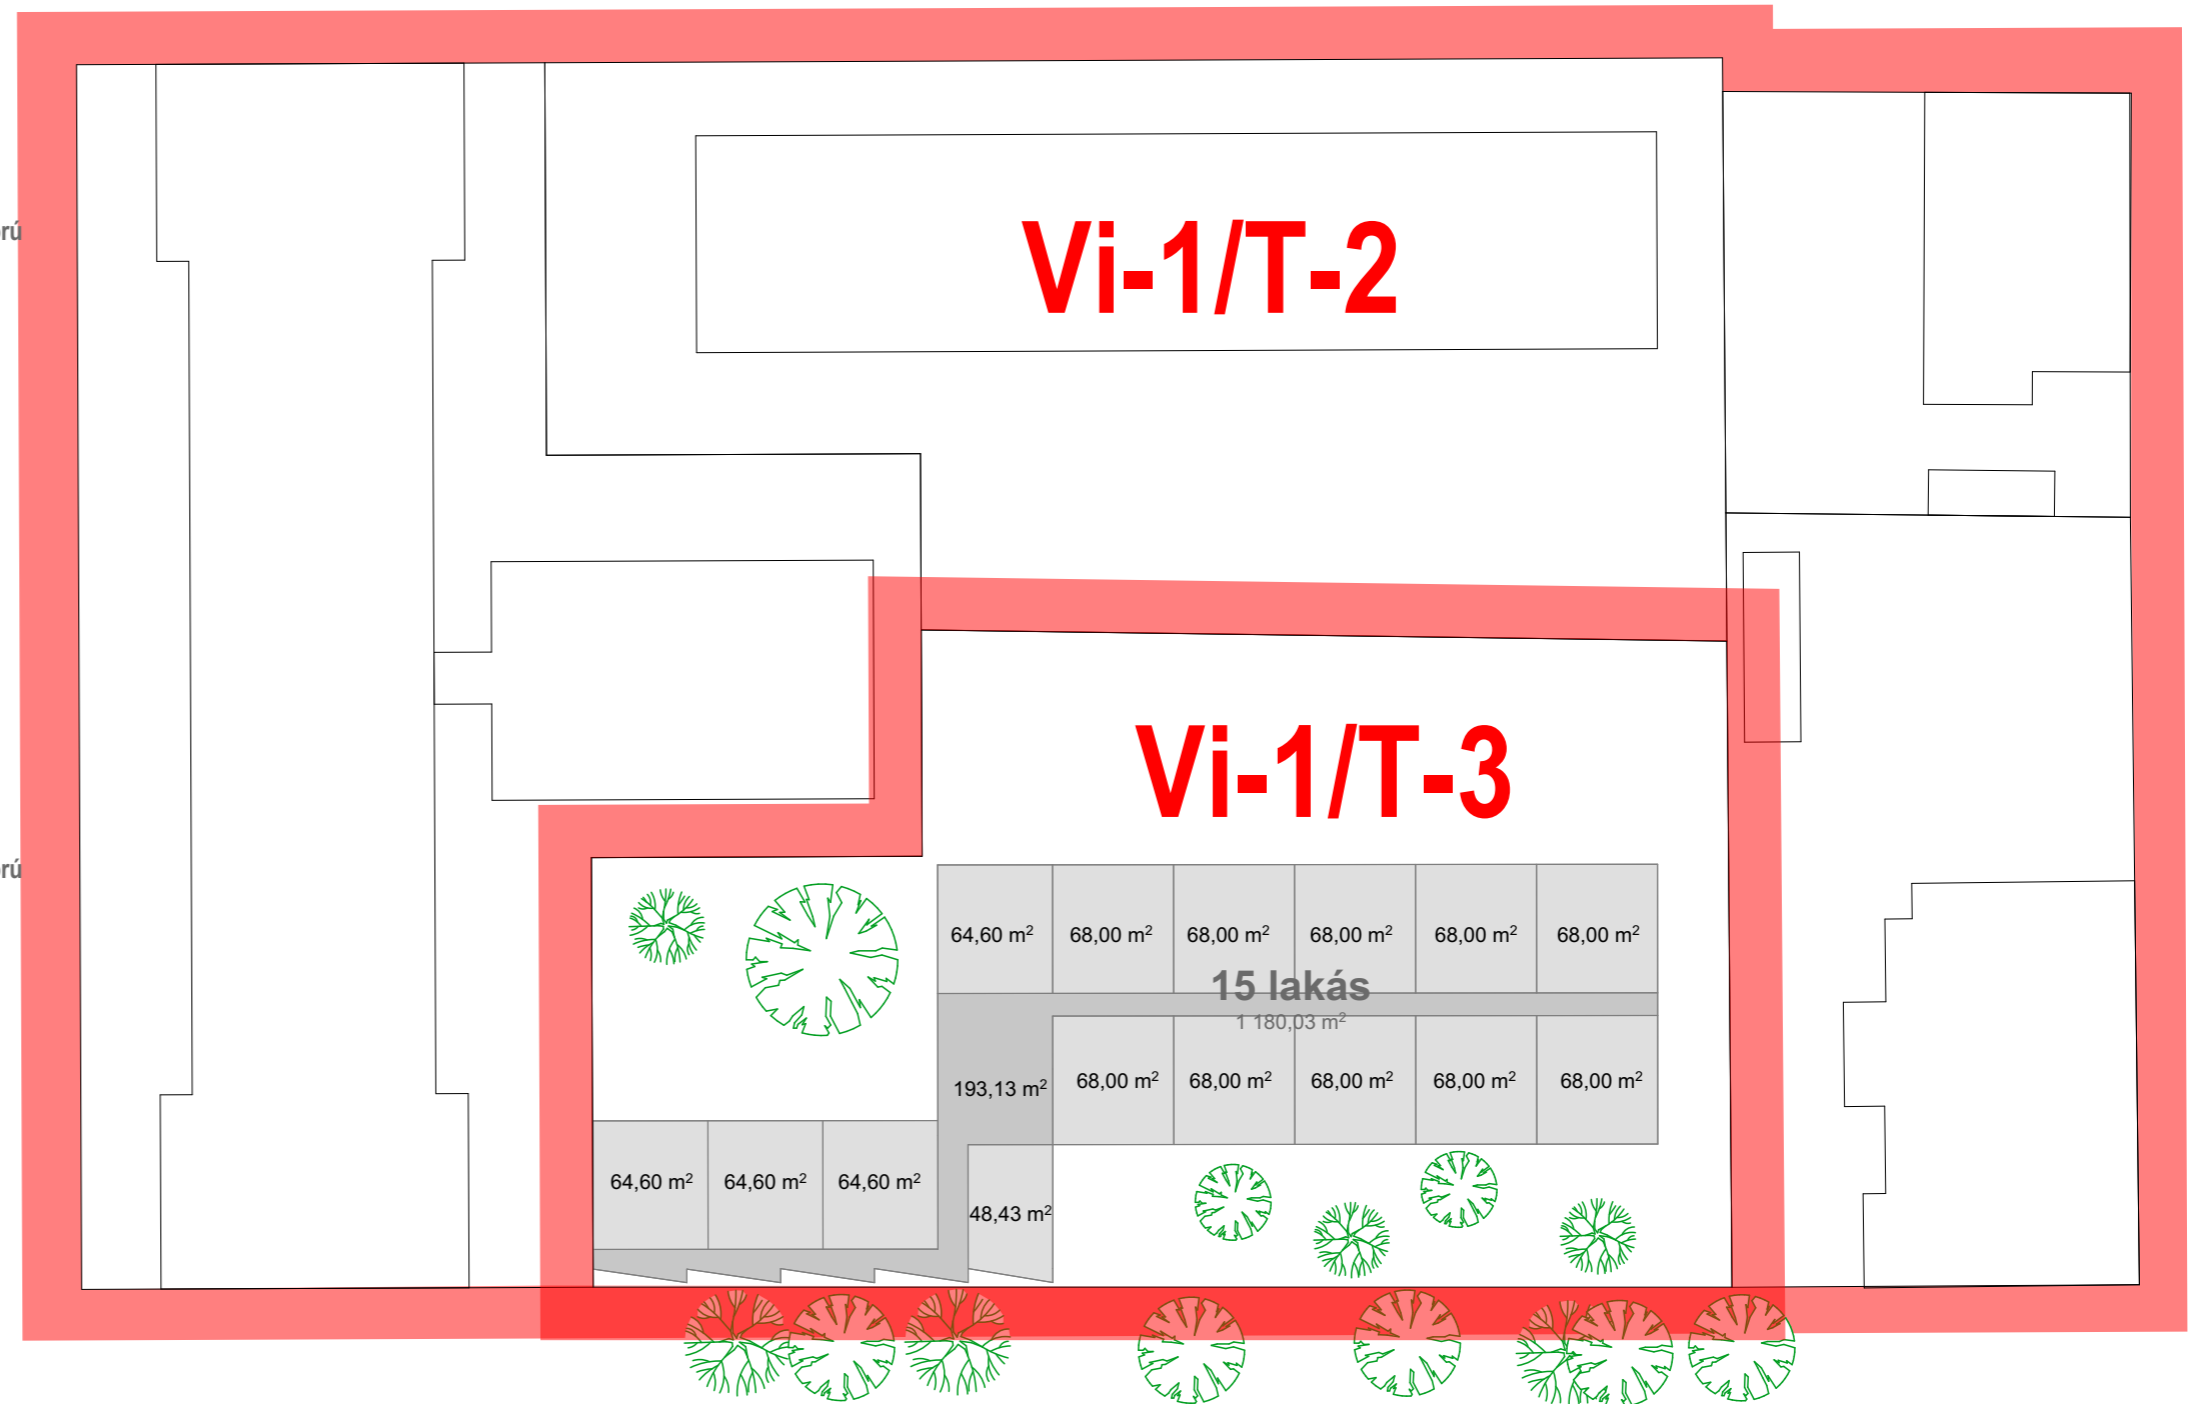 rú
Vi-1/T-2
Vi-1/T-3
rú
64,60 m² 68,00 m² 68,00 m² 68,00 m² 68,00 m² 68,00 m²
15 lakás
1 180,03 m²
193,13 m² 68,00 m² 68,00 m² 68,00 m² 68,00 m² 68,00 m²
64,60 m² 64,60 m² 64,60 m²
48,43 m²